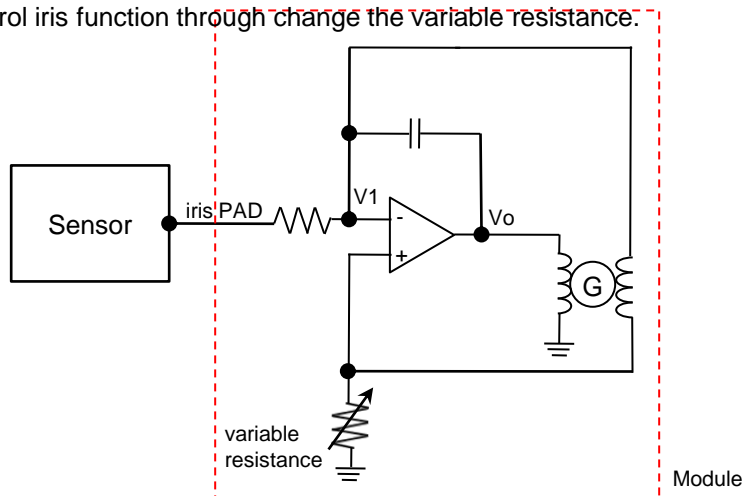 rol iris function through change the variable resistance.
Sensor
iris PAD
V1
-
+
Vo
G
variable
resistance
Module